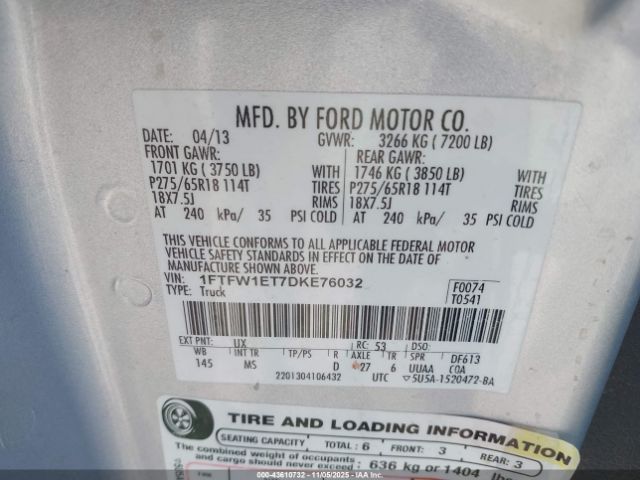 MFD. BY FORD MOTOR CO.
DATE: 04/13 GVWR: 3266 KG ( 7200 LB)
FRONT GAWR: REAR GAWR:
1701 KG ( 3750 LB) WITH 1746 KG ( 3850 LB) WITH
P275/65R18 114T TIRES P275/65R18 114T TIRES
18X7.5J RIMS 18X7.5J RIMS
AT 240 kPa/ 35 PSI COLD AT 240 kPa/ 35 PSI COLD
THIS VEHICLE CONFORMS TO ALL APPLICABLE FEDERAL MOTOR
VEHICLE SAFETY STANDARDS IN EFFECT ON THE DATE OF
MANUFACTURE SHOWN ABOVE.
VIN: 1FTFW1ET7DKE76032 F0074
TYPE: Truck T0541
EXT PNT: UX RC: 53 DSO:
WB INT TR TP/PS R AXLE TR SPR DF613
145 MS D 27 6 UUAA
2201304106432 UTC 5U5A-1520472-BA
TIRE AND LOADING INFORMATION
SEATING CAPACITY TOTAL: 6 FRONT: 3 REAR: 3
The combined weight of occupants
and cargo should never exceed: 636 kg or 1404 lbs
000-43610732 - 11/05/2025 - IAAI.COM